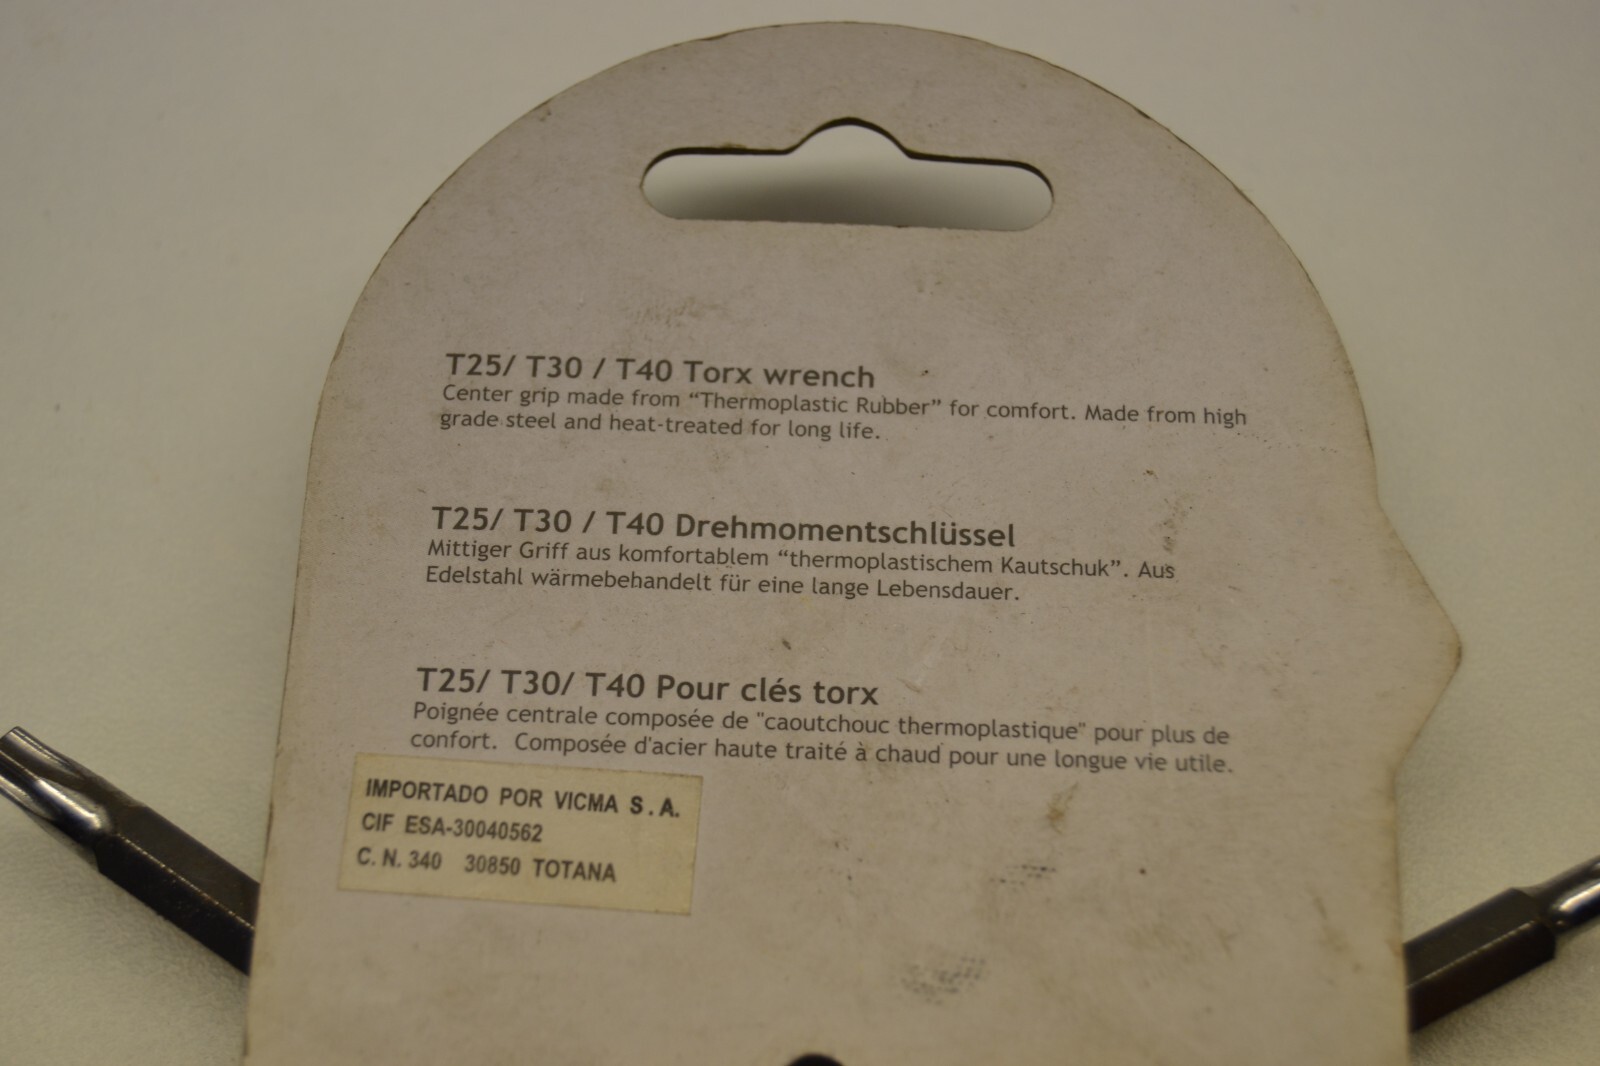 T25/ T30 / T40 Torx wrench
Center grip made from “Thermoplastic Rubber” for comfort. Made from high
grade steel and heat-treated for long life.
T25/ T30 / T40 Drehmomentschlüssel
Mittiger Griff aus komfortablem “thermoplastischem Kautschuk”. Aus
Edelstahl wärmebehandelt für eine lange Lebensdauer.
T25/ T30/ T40 Pour clés torx
Poignée centrale composée de "caoutchouc thermoplastique" pour plus de
confort. Composée d'acier haute traité à chaud pour une longue vie utile.
IMPORTADO POR VICMA S.A.
CIF ESA-30040562
C.N. 340 30850 TOTANA